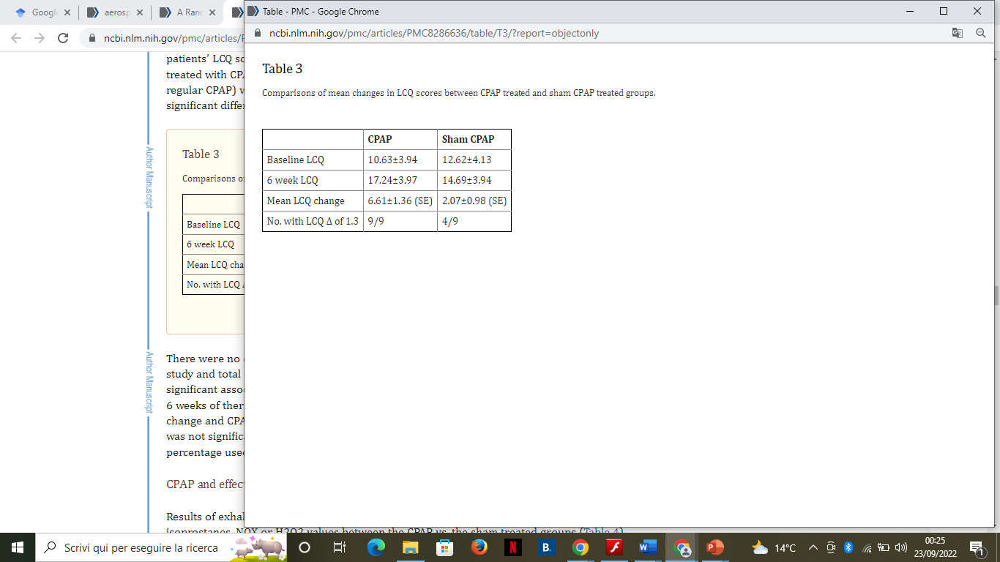 Googl
aerosp
A Ranc
Table - PMC - Google Chrome
ncbi.nlm.nih.gov/pmc/articles/P
ncbi.nlm.nih.gov/pmc/articles/PMC8286636/table/T3/?report=objectonly
patients’ LCQ sc
treated with CPA
regular CPAP) w
significant differ
Table 3
Comparisons o
Baseline LCQ
6 week LCQ
Mean LCQ cha
No. with LCQ
Author Manuscript
Author Manuscript
There were no
study and total
significant asso
6 weeks of ther
change and CPA
was not signific
percentage use
CPAP and effec
Results of exhal
isoprostanes, NOX or H2O2 values between the CPAP vs. the sham treated groups (Table 4)
Table 3
Comparisons of mean changes in LCQ scores between CPAP treated and sham CPAP treated groups.
CPAP Sham CPAP
Baseline LCQ 10.63±3.94 12.62±4.13
6 week LCQ 17.24±3.97 14.69±3.94
Mean LCQ change 6.61±1.36 (SE) 2.07±0.98 (SE)
No. with LCQ Δ of 1.3 9/9 4/9
Scrivi qui per eseguire la ricerca
N
B.
W
P
14°C
00:25
23/09/2022
1